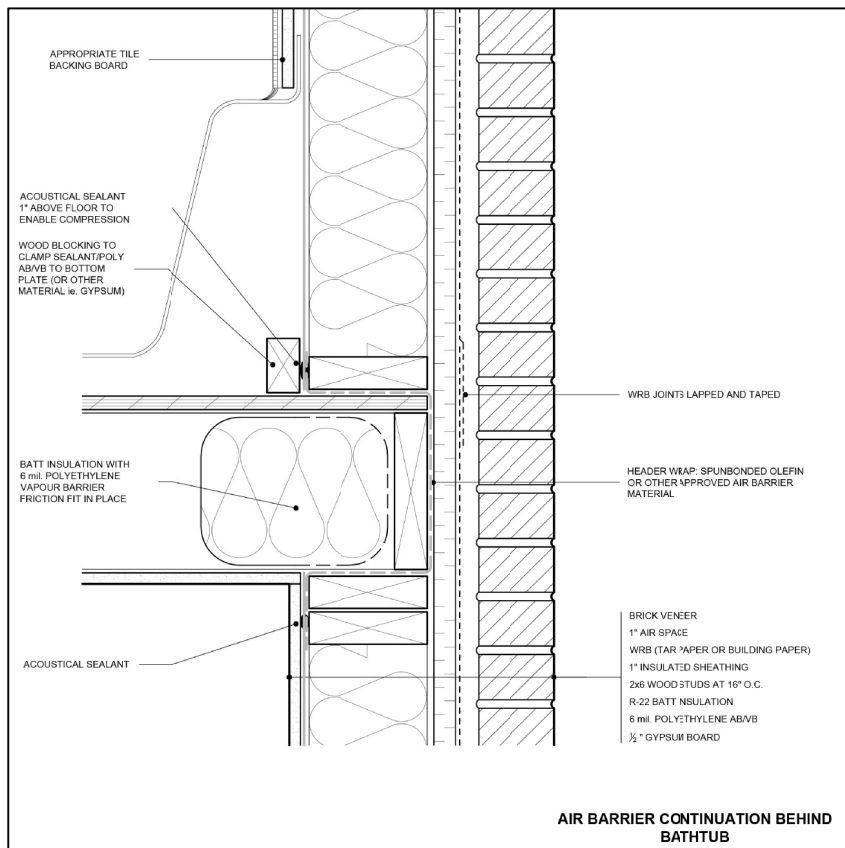 APPROPRIATE TILE
BACKING BOARD
ACOUSTICAL SEALANT
1" ABOVE FLOOR TO
ENABLE COMPRESSION
WOOD BLOCKING TO
CLAMP SEALANT/POLY
AB/VB TO BOTTOM
PLATE (OR OTHER
MATERIAL ie. GYPSUM)
WRB JOINTS LAPPED AND TAPED
BATT INSULATION WITH
6 mil. POLYETHYLENE
VAPOUR BARRIER
FRICTION FIT IN PLACE
HEADER WRAP: SPUNBONDED OLEFIN
OR OTHER APPROVED AIR BARRIER
MATERIAL
ACOUSTICAL SEALANT
BRICK VENEER
1" AIR SPACE
WRB (TAR PAPER OR BUILDING PAPER)
1" INSULATED SHEATHING
2x6 WOOD STUDS AT 16" O.C.
R-22 BATT INSULATION
6 mil. POLYETHYLENE AB/VB
½ " GYPSUM BOARD
AIR BARRIER CONTINUATION BEHIND
BATHTUB